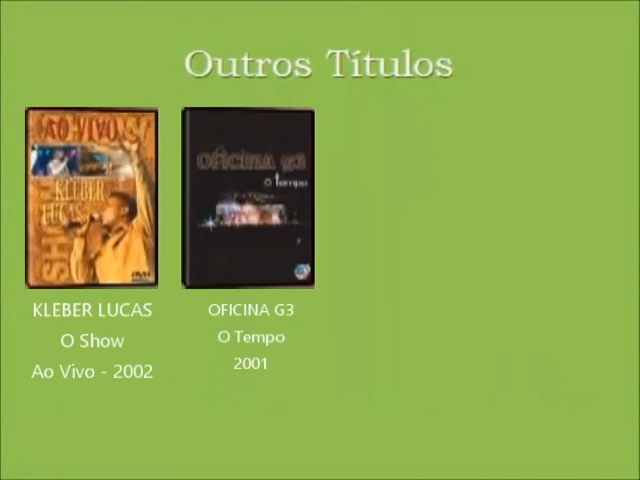 Outros Títulos
AO VIVO
KLEBER
LUCAS
SHOW
DVD
OFICINA G3
O Tempo
KLEBER LUCAS
O Show
Ao Vivo - 2002
OFICINA G3
O Tempo
2001